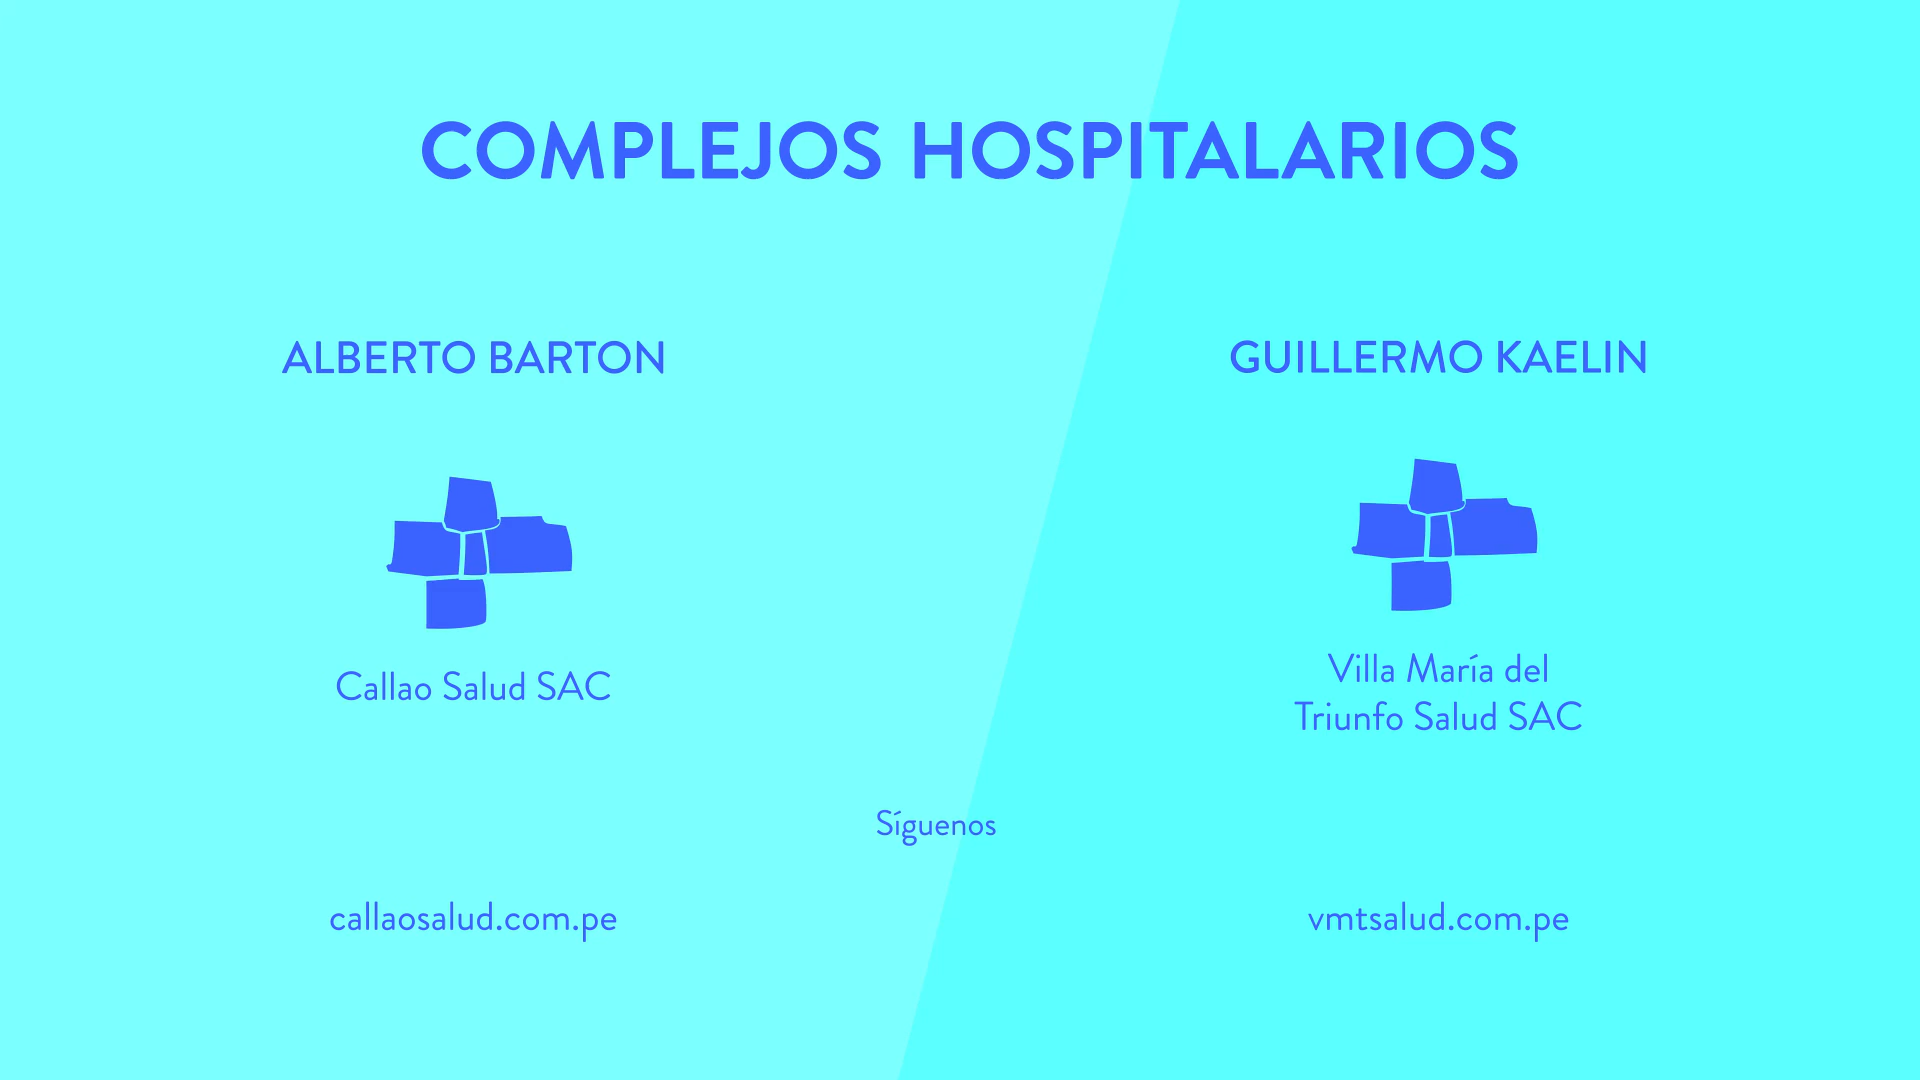 COMPLEJOS HOSPITALARIOS
ALBERTO BARTON
Callao Salud SAC
GUILLERMO KAELIN
Villa María del
Triunfo Salud SAC
Síguenos
callaosalud.com.pe
vmtsalud.com.pe